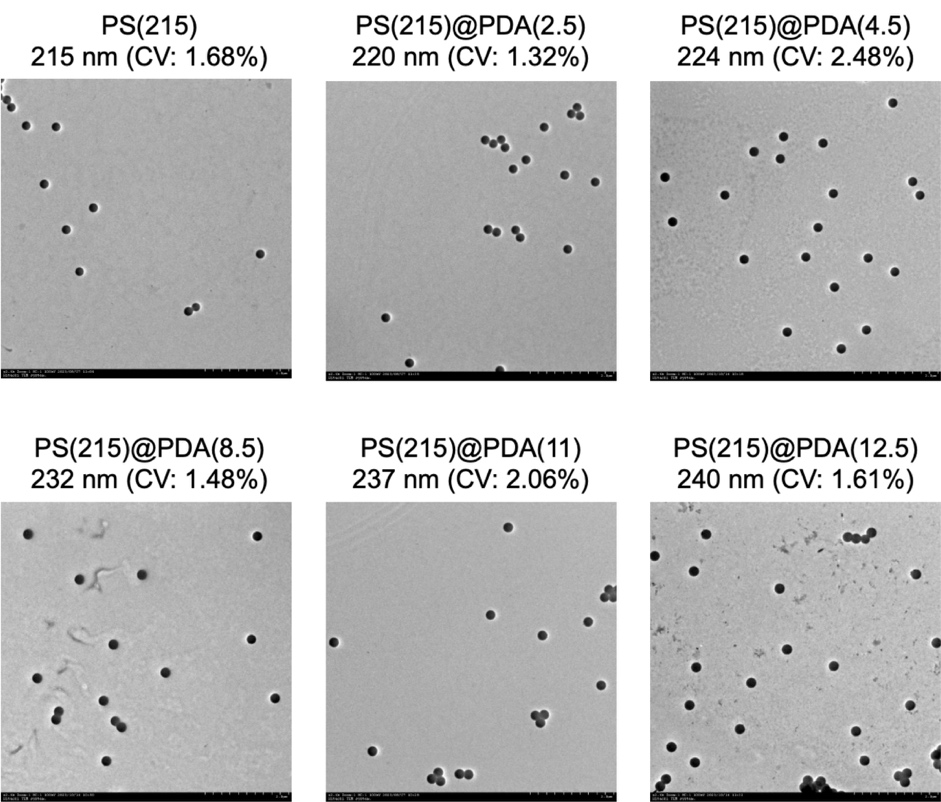 PS(215)
215 nm (CV: 1.68%)
PS(215)@PDA(2.5)
220 nm (CV: 1.32%)
PS(215)@PDA(4.5)
224 nm (CV: 2.48%)
PS(215)@PDA(8.5)
232 nm (CV: 1.48%)
PS(215)@PDA(11)
237 nm (CV: 2.06%)
PS(215)@PDA(12.5)
240 nm (CV: 1.61%)